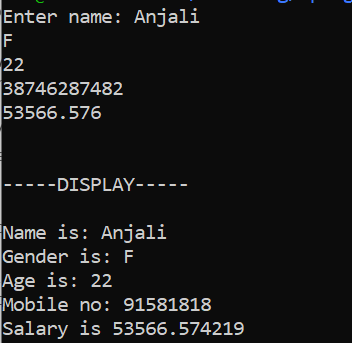 Enter name: Anjali
F
22
38746287482
53566.576
-----DISPLAY-----
Name is: Anjali
Gender is: F
Age is: 22
Mobile no: 91581818
Salary is 53566.574219